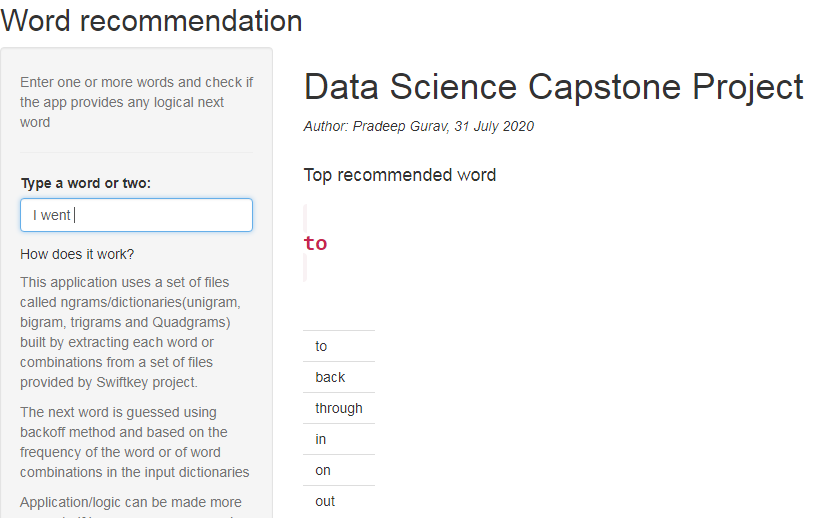 Word recommendation
Enter one or more words and check if
the app provides any logical next
word
Type a word or two:
I went
How does it work?
This application uses a set of files
called ngrams/dictionaries(unigram,
bigram, trigrams and Quadgrams)
built by extracting each word or
combinations from a set of files
provided by Swiftkey project.
The next word is guessed using
backoff method and based on the
frequency of the word or of word
combinations in the input dictionaries
Application/logic can be made more
Data Science Capstone Project
Author: Pradeep Gurav, 31 July 2020
Top recommended word
to
to
back
through
in
on
out